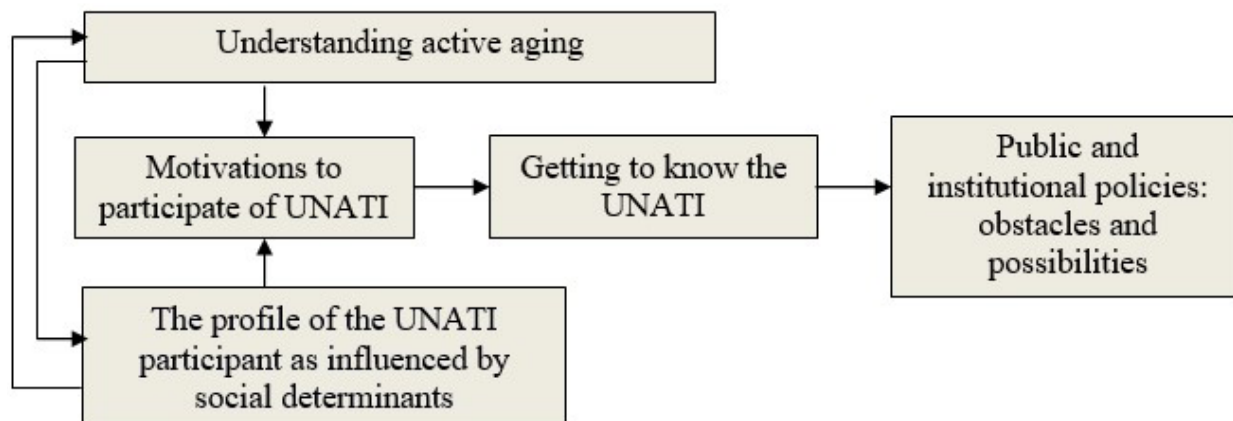 Understanding active aging
Motivations to
participate of UNATI
Getting to know the
UNATI
Public and
institutional policies:
obstacles and
possibilities
The profile of the UNATI
participant as influenced by
social determinants